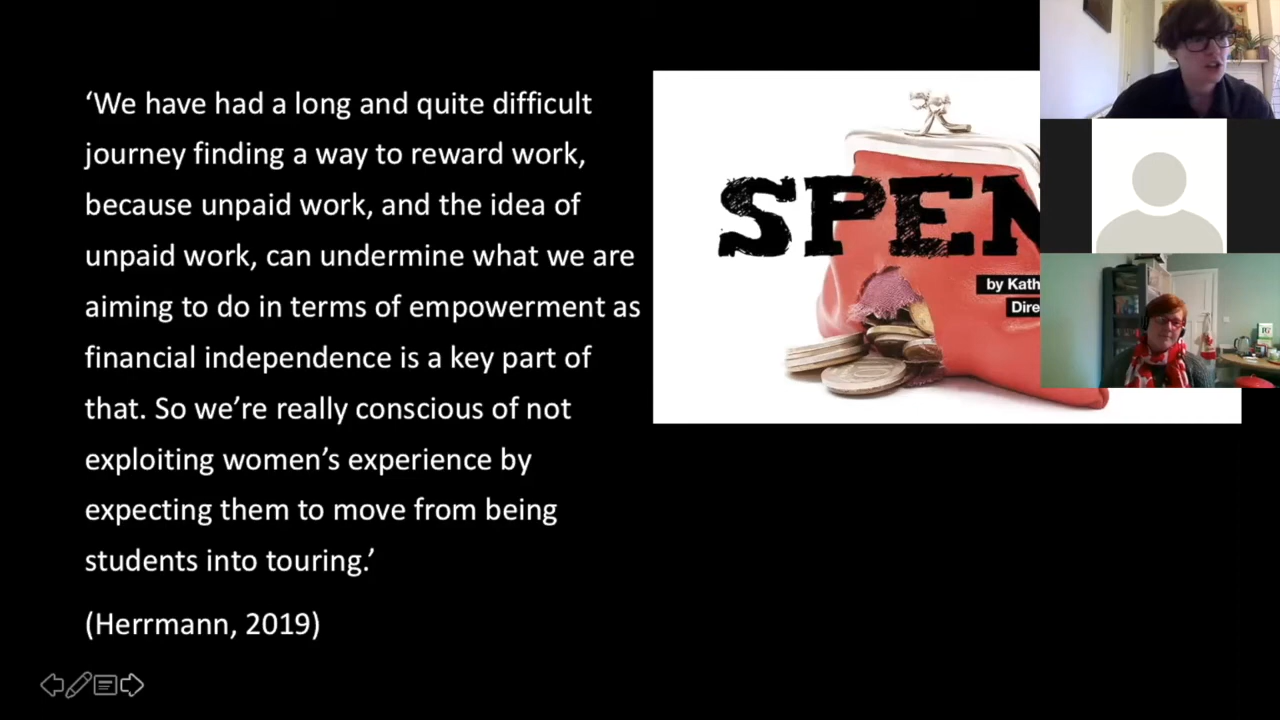 ‘We have had a long and quite difficult
journey finding a way to reward work,
because unpaid work, and the idea of
unpaid work, can undermine what we are
aiming to do in terms of empowerment as
financial independence is a key part of
that. So we’re really conscious of not
exploiting women’s experience by
expecting them to move from being
students into touring.’
(Herrmann, 2019)
SPEN
by Kath
Dire